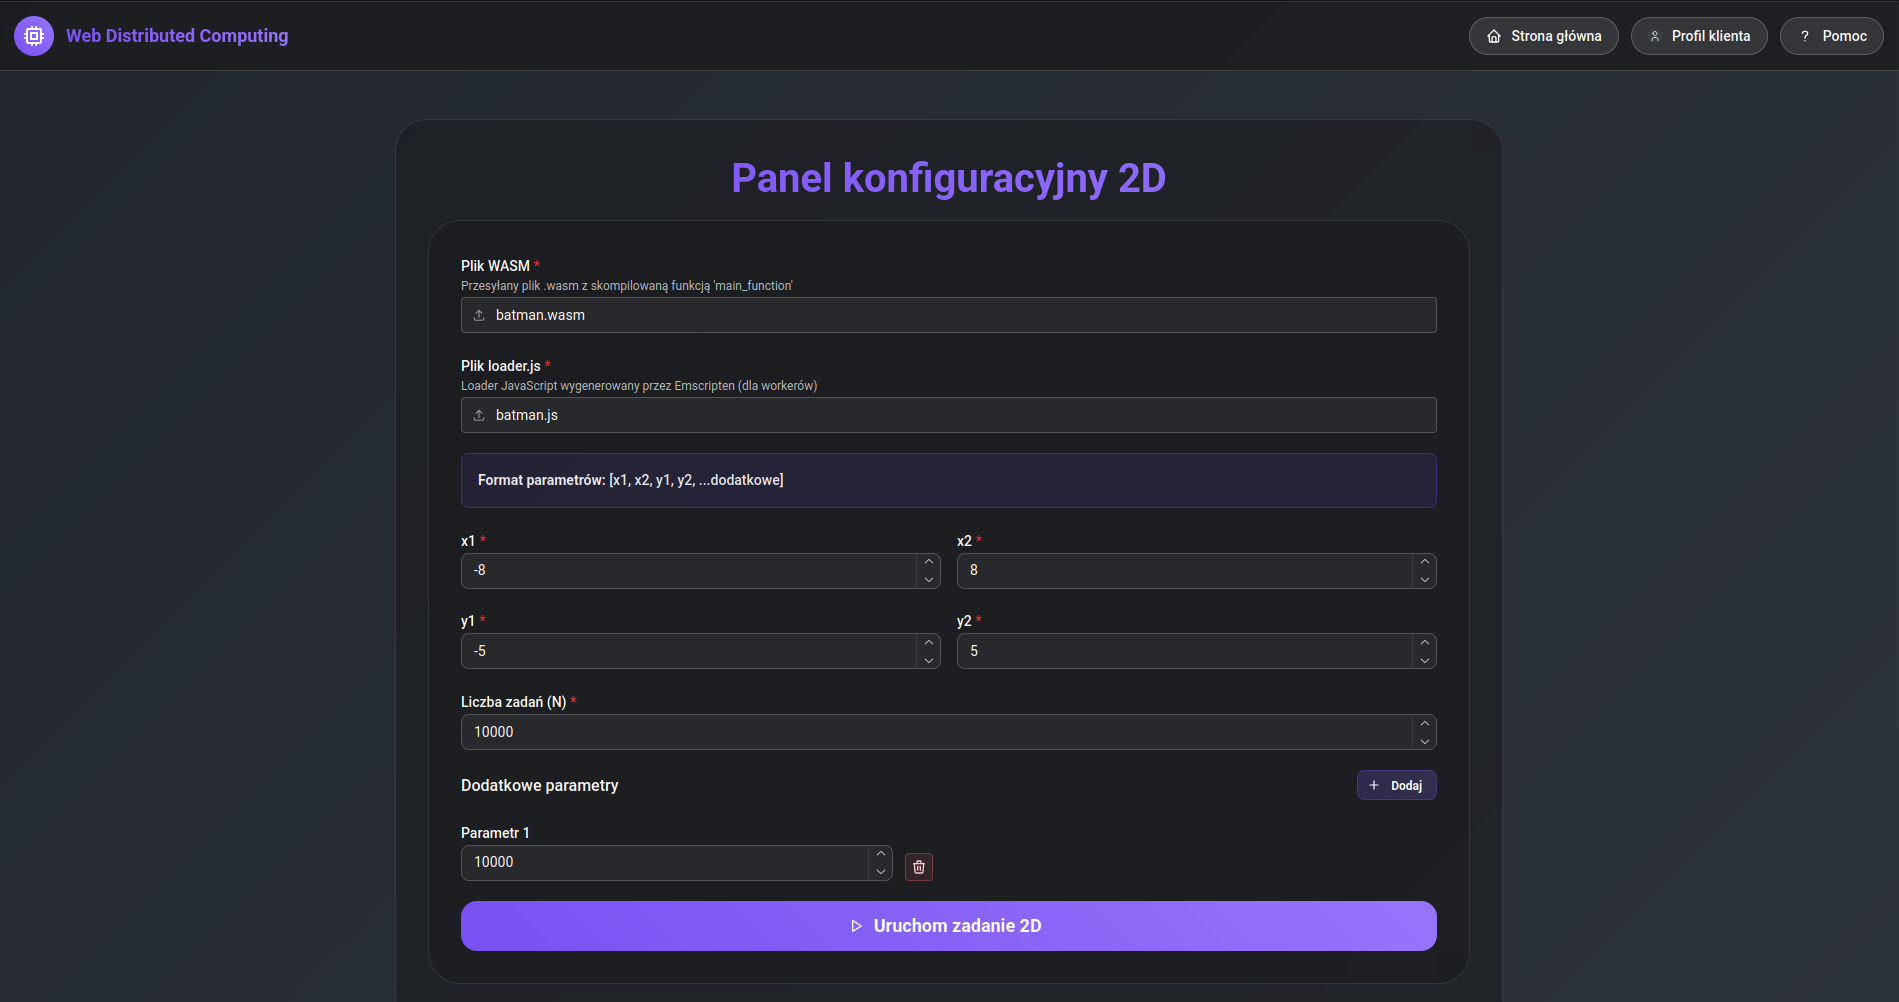 Web Distributed Computing
Strona główna
Profil klienta
? Pomoc
Panel konfiguracyjny 2D
Plik WASM *
Przesyłany plik .wasm z skompilowaną funkcją 'main_function'
batman.wasm
Plik loader.js *
Loader JavaScript wygenerowany przez Emscripten (dla workerów)
batman.js
Format parametrów: [x1, x2, y1, y2, ...dodatkowe]
x1 *
x2 *
-8
8
y1 *
y2 *
-5
5
Liczba zadań (N) *
10000
Dodatkowe parametry
+ Dodaj
Parametr 1
10000
Uruchom zadanie 2D